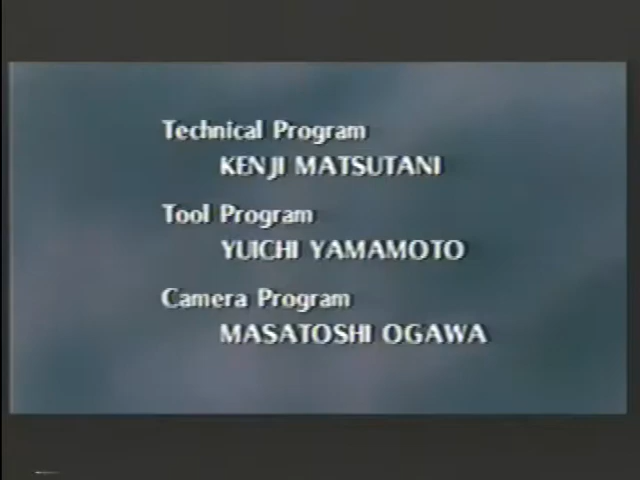 Technical Program
KENJI MATSUTANI
Tool Program
YUICHI YAMAMOTO
Camera Program
MASATOSHI OGAWA